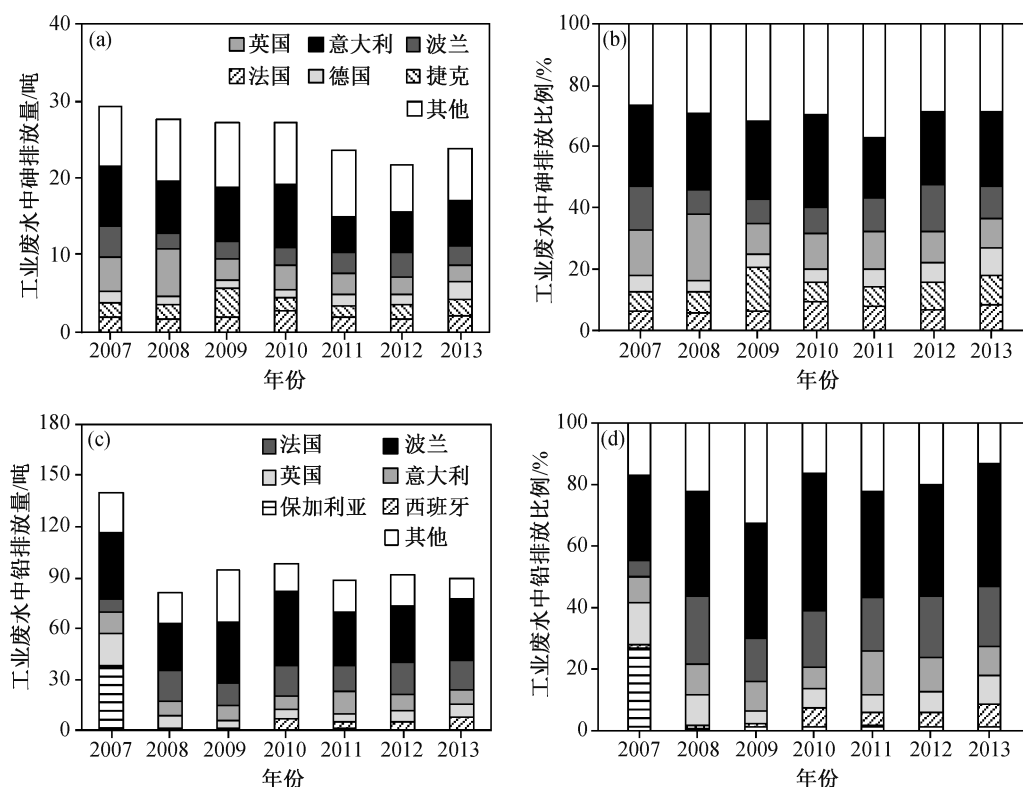 (a)
英国 意大利 波兰
法国 德国 捷克
其他
工业废水中砷排放量/吨
40
30
20
10
0
2007 2008 2009 2010 2011 2012 2013
年份
(b)
工业废水中砷排放比例/%
100
80
60
40
20
0
2007 2008 2009 2010 2011 2012 2013
年份
(c)
法国 波兰
英国 意大利
保加利亚 西班牙
其他
工业废水中铅排放量/吨
180
150
120
90
60
30
0
2007 2008 2009 2010 2011 2012 2013
年份
(d)
工业废水中铅排放比例/%
100
80
60
40
20
0
2007 2008 2009 2010 2011 2012 2013
年份